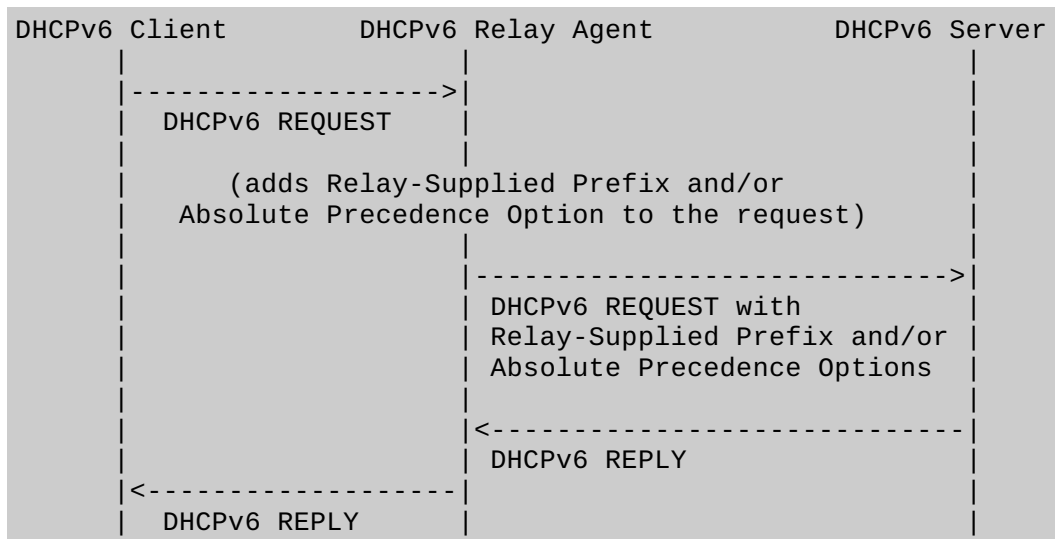 DHCPv6 Client DHCPv6 Relay Agent DHCPv6 Server
DHCPv6 REQUEST
(adds Relay-Supplied Prefix and/or
Absolute Precedence Option to the request)
DHCPv6 REQUEST with
Relay-Supplied Prefix and/or
Absolute Precedence Options
DHCPv6 REPLY
DHCPv6 REPLY